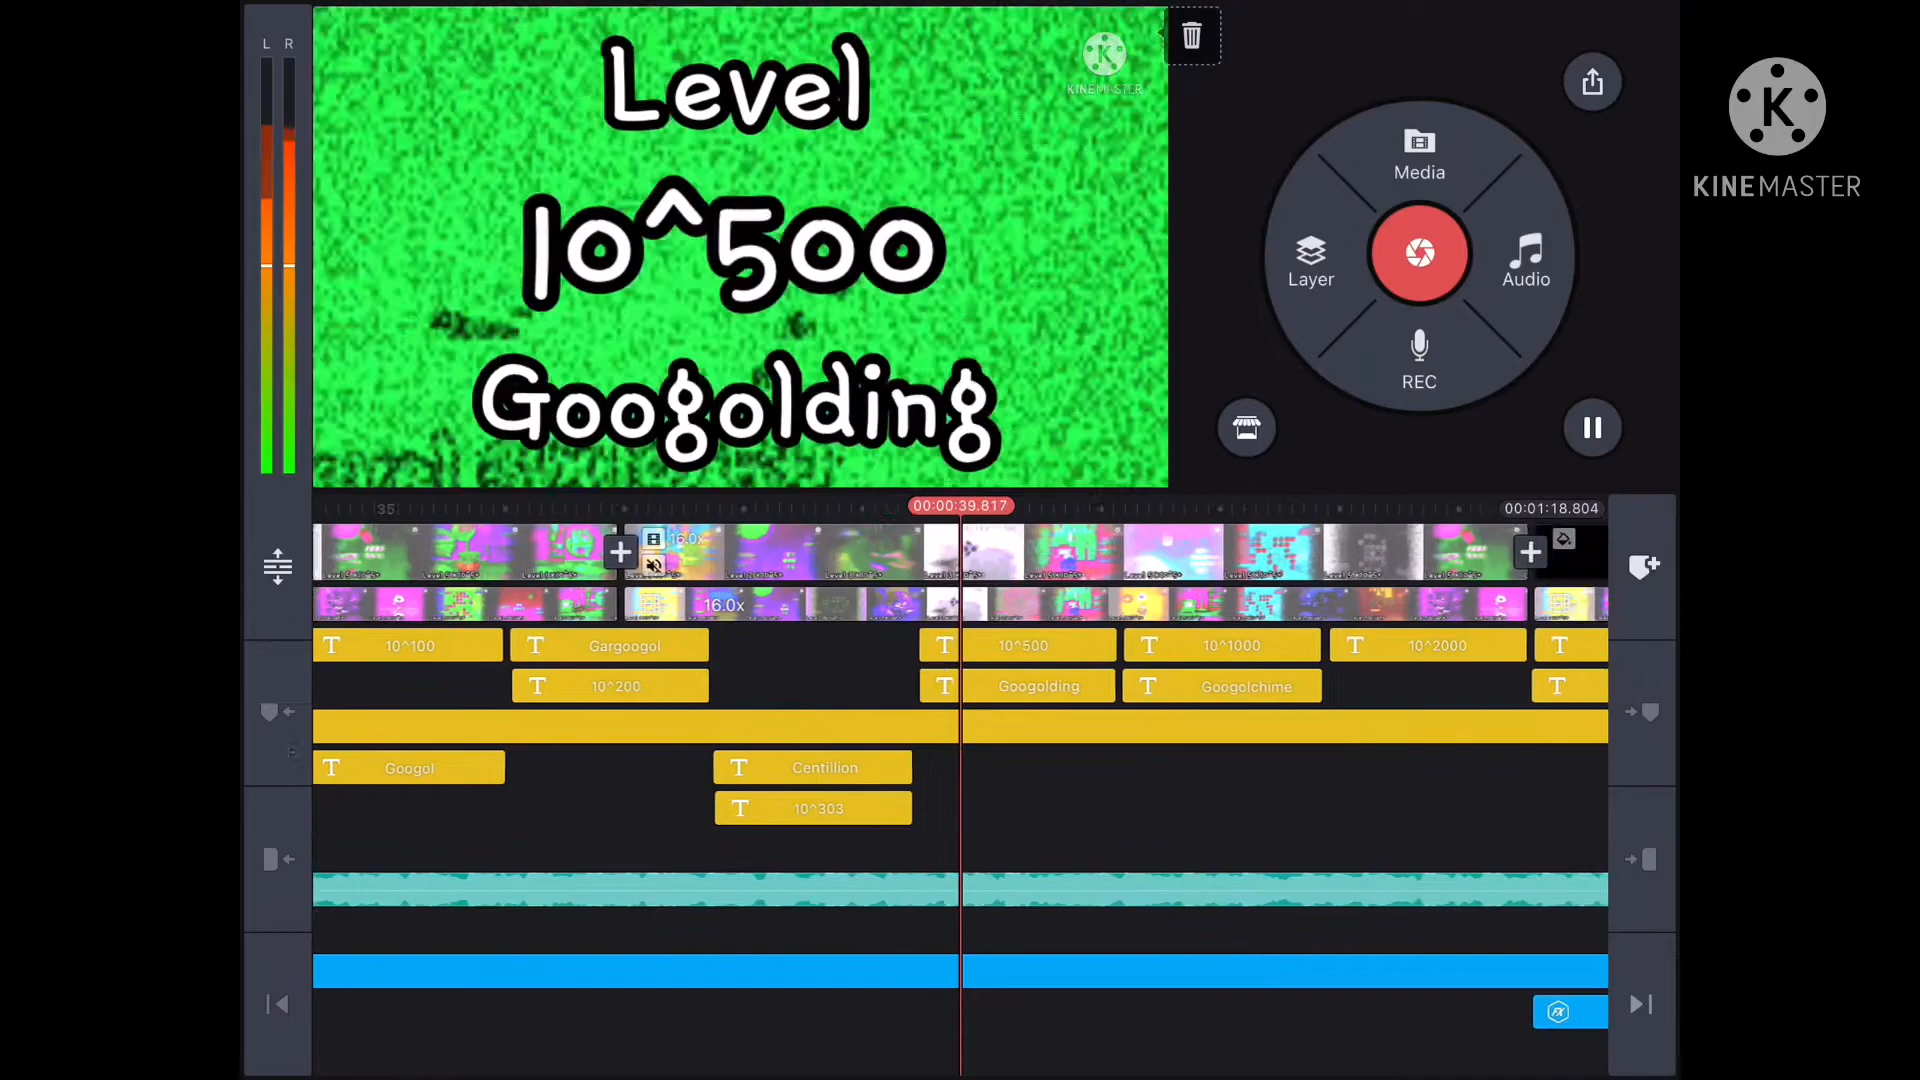 L R
Level
10^500
Googolding
KINEMASTER
Media
Layer
Audio
REC
KINEMASTER
35
00:00:39.817
00:01:18.804
16.0x
16.0x
10^100
Gargoogol
10^500
10^1000
10^2000
10^200
Googolding
Googolchime
Googol
Centillion
10^303
FX